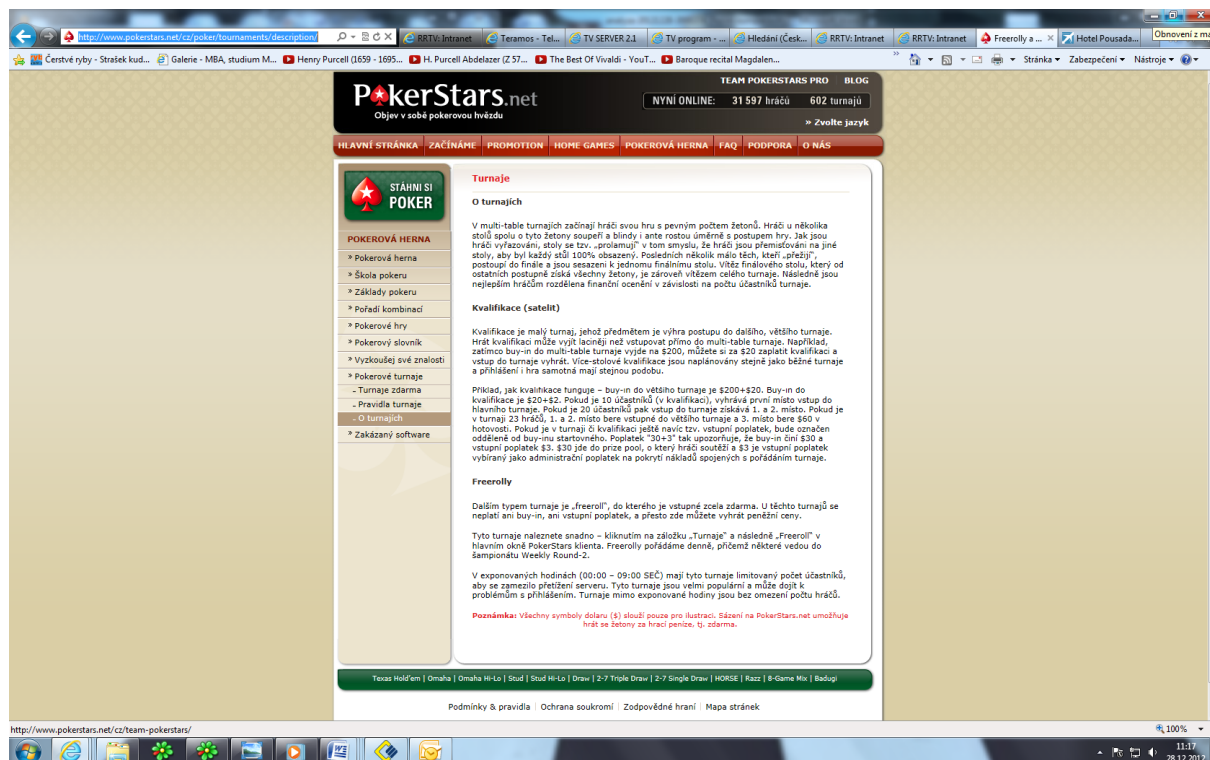 http://www.pokerstars.net/cz/poker/tournaments/description/
RRTV: Intranet
Teramos - Tel...
TV SERVER 2.1
TV program - ...
Hledání (Česk...
RRTV: Intranet
RRTV: Intranet
Freerolly a ...
Hotel Pousada...
Obnovení z ma
Čerstvé ryby - Strašek kud...
Galerie - MBA, studium M...
Henry Purcell (1659 - 1695...
H. Purcell Abdelazer (Z 57...
The Best Of Vivaldi - YouT...
Baroque recital Magdalen...
Stránka
Zabezpečení
Nástroje
TEAM POKERSTARS PRO BLOG
PokerStars.net
Objev v sobě pokerovou hvězdu
NYNÍ ONLINE: 31 597 hráčů 602 turnajů
» Zvolte jazyk
HLAVNÍ STRÁNKA ZAČÍNÁME PROMOTION HOME GAMES POKEROVÁ HERNA FAQ PODPORA O NÁS
STÁHNI SI
POKER
POKEROVÁ HERNA
» Pokerová herna
» Škola pokeru
» Základy pokeru
» Pořadí kombinací
» Pokerové hry
» Pokerový slovník
» Vyzkoušej své znalosti
» Pokerové turnaje
- Turnaje zdarma
- Pravidla turnaje
- O turnajích
» Zakázaný software
Turnaje
O turnajích
V multi-table turnajích začínají hráči svou hru s pevným počtem žetonů. Hráči u několika
stolů spolu o tyto žetony soupeří a blindy i ante rostou úměrně s postupem hry. Jak jsou
hráči vyřazováni, stoly se tzv. „prolamují" v tom smyslu, že hráči jsou přemisťováni na jiné
stoly, aby byl každý stůl 100% obsazený. Posledních několik málo těch, kteří „přežijí",
postoupí do finále a jsou sesazeni k jednomu finálnímu stolu. Vítěz finálového stolu, který od
ostatních postupně získá všechny žetony, je zároveň vítězem celého turnaje. Následně jsou
nejlepším hráčům rozdělena finanční ocenění v závislosti na počtu účastníků turnaje.
Kvalifikace (satelit)
Kvalifikace je malý turnaj, jehož předmětem je výhra postupu do dalšího, většího turnaje.
Hrát kvalifikaci může vyjít laciněji než vstupovat přímo do multi-table turnaje. Například,
zatímco buy-in do multi-table turnaje vyjde na $200, můžete si za $20 zaplatit kvalifikaci a
vstup do turnaje vyhrát. Více-stolové kvalifikace jsou naplánovány stejně jako běžné turnaje
a přihlášení i hra samotná mají stejnou podobu.
Příklad, jak kvalifikace funguje – buy-in do většího turnaje je $200+$20. Buy-in do
kvalifikace je $20+$2. Pokud je 10 účastníků (v kvalifikaci), vyhrává první místo vstup do
hlavního turnaje. Pokud je 20 účastníků pak vstup do turnaje získává 1. a 2. místo. Pokud je
v turnaji 23 hráčů, 1. a 2. místo bere vstupné do většího turnaje a 3. místo bere $60 v
hotovosti. Pokud je v turnaji či kvalifikaci ještě navíc tzv. vstupní poplatek, bude označen
odděleně od buy-inu startovného. Poplatek "30+3" tak upozorňuje, že buy-in činí $30 a
vstupní poplatek $3. $30 jde do prize pool, o který hráči soutěží a $3 je vstupní poplatek
vybíraný jako administrační poplatek na pokrytí nákladů spojených s pořádáním turnaje.
Freerolly
Dalším typem turnaje je „freeroll", do kterého je vstupné zcela zdarma. U těchto turnajů se
neplatí ani buy-in, ani vstupní poplatek, a přesto zde můžete vyhrát peněžní ceny.
Tyto turnaje naleznete snadno – kliknutím na záložku „Turnaje" a následně „Freeroll" v
hlavním okně PokerStars klienta. Freerolly pořádáme denně, přičemž některé vedou do
šampionátu Weekly Round-2.
V exponovaných hodinách (00:00 – 09:00 SEČ) mají tyto turnaje limitovaný počet účastníků,
aby se zamezilo přetížení serveru. Tyto turnaje jsou velmi populární a může dojít k
problémům s přihlášením. Turnaje mimo exponované hodiny jsou bez omezení počtu hráčů.
Poznámka: Všechny symboly dolaru ($) slouží pouze pro ilustraci. Sázení na PokerStars.net umožňuje
hrát se žetony za hrací peníze, tj. zdarma.
Texas Hold'em | Omaha | Omaha Hi-Lo | Stud | Stud Hi-Lo | Draw | 2-7 Triple Draw | 2-7 Single Draw | HORSE | Razz | 8-Game Mix | Badugi
Podmínky & pravidla | Ochrana soukromí | Zodpovědné hraní | Mapa stránek
http://www.pokerstars.net/cz/team-pokerstars/
100%
11:17
28.12.2012